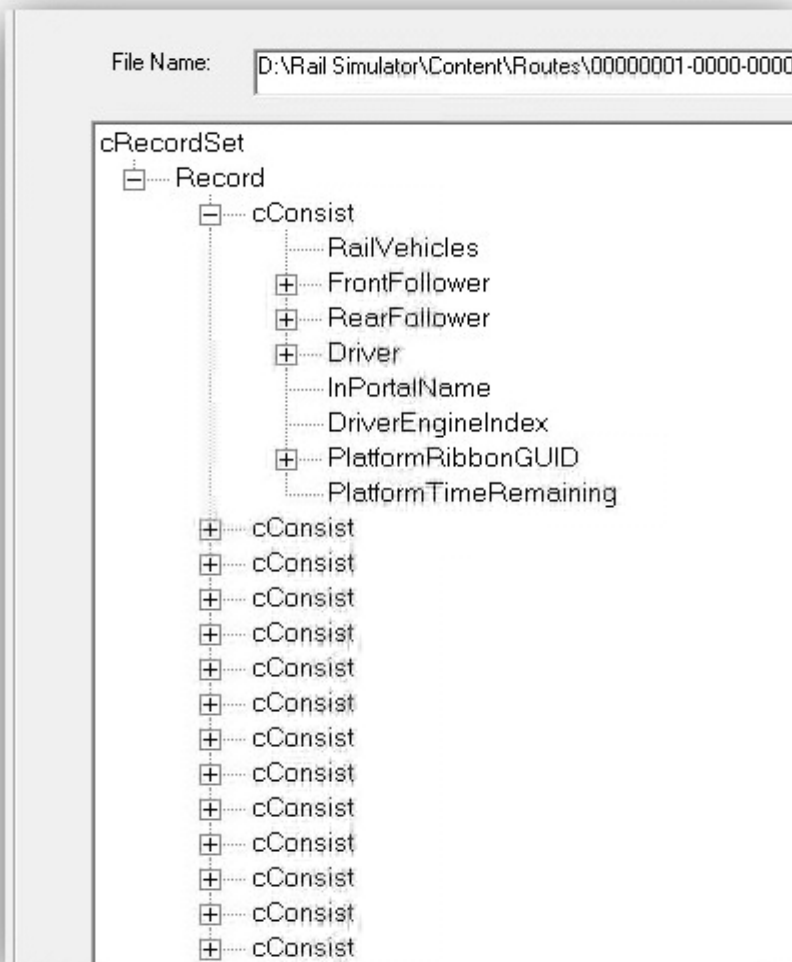 File Name: D:\Rail Simulator\Content\Routes\00000001-0000-0000
cRecordSet
Record
cConsist
RailVehicles
FrontFollower
RearFollower
Driver
InPortalName
DriverEngineIndex
PlatformRibbonGUID
PlatformTimeRemaining
cConsist
cConsist
cConsist
cConsist
cConsist
cConsist
cConsist
cConsist
cConsist
cConsist
cConsist
cConsist
cConsist